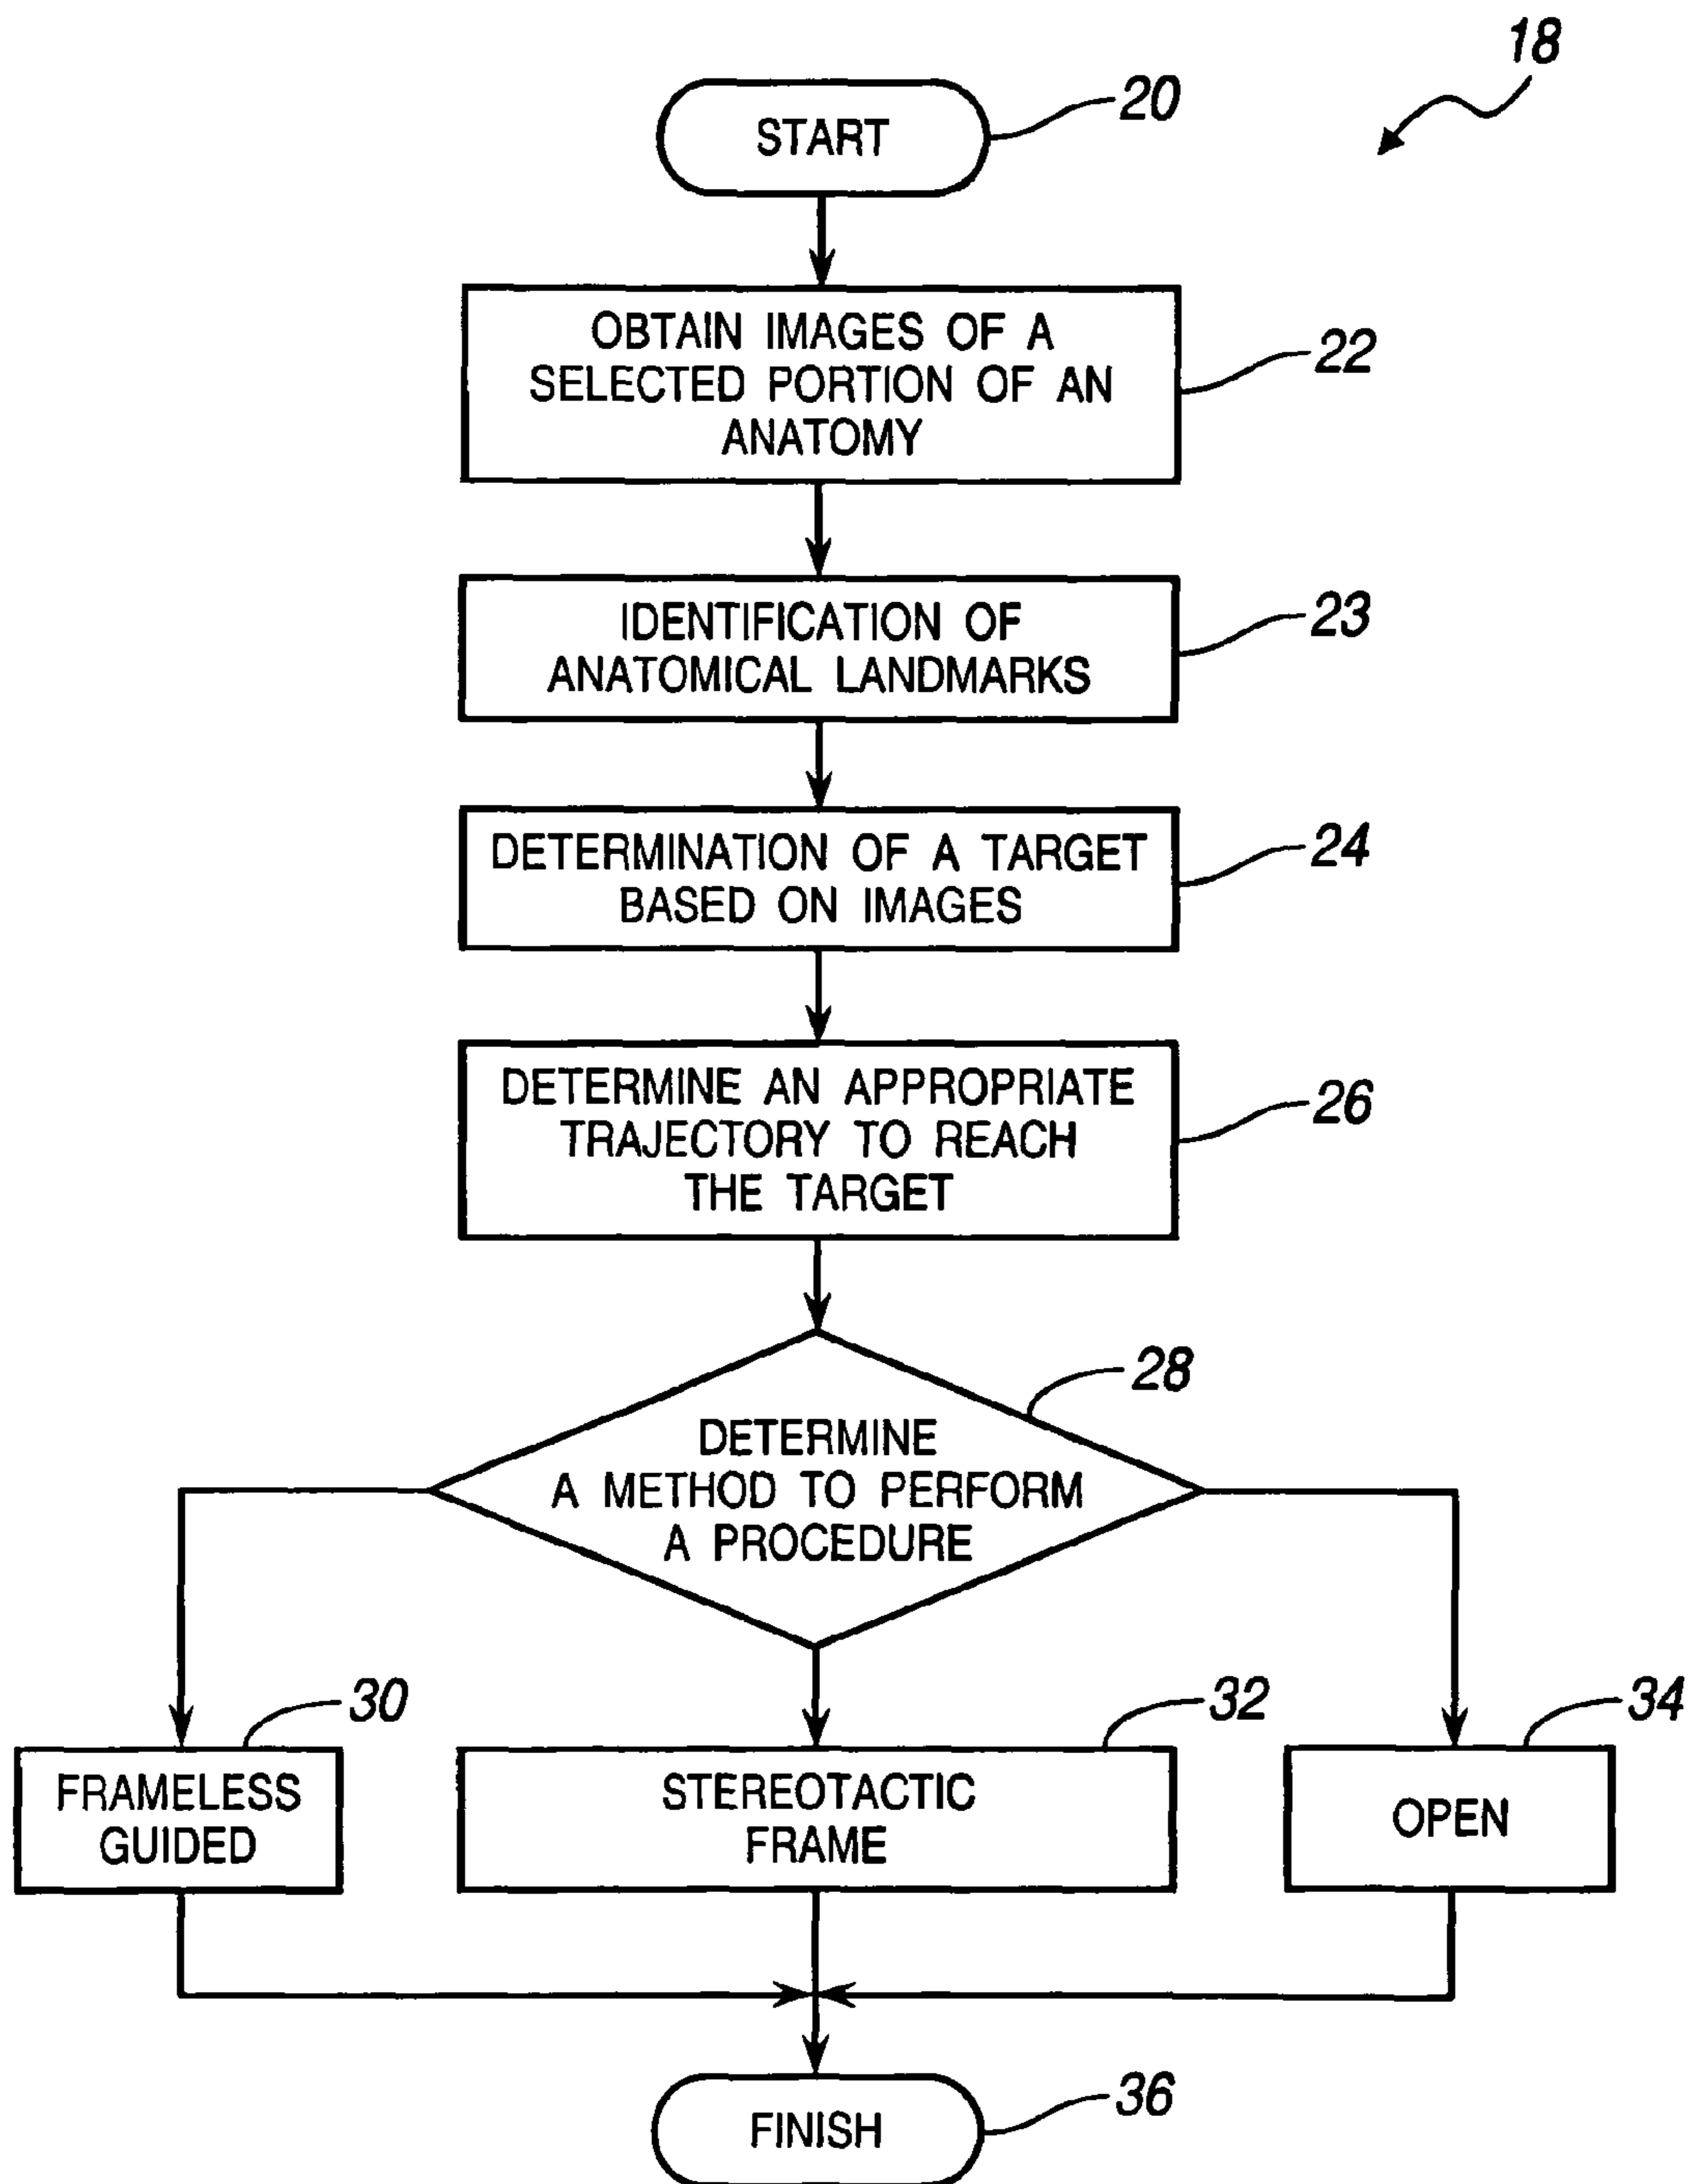 18
START
20
OBTAIN IMAGES OF A
SELECTED PORTION OF AN
ANATOMY
22
IDENTIFICATION OF
ANATOMICAL LANDMARKS
23
DETERMINATION OF A TARGET
BASED ON IMAGES
24
DETERMINE AN APPROPRIATE
TRAJECTORY TO REACH
THE TARGET
26
DETERMINE
A METHOD TO PERFORM
A PROCEDURE
28
FRAMELESS
GUIDED
30
STEREOTACTIC
FRAME
32
OPEN
34
FINISH
36